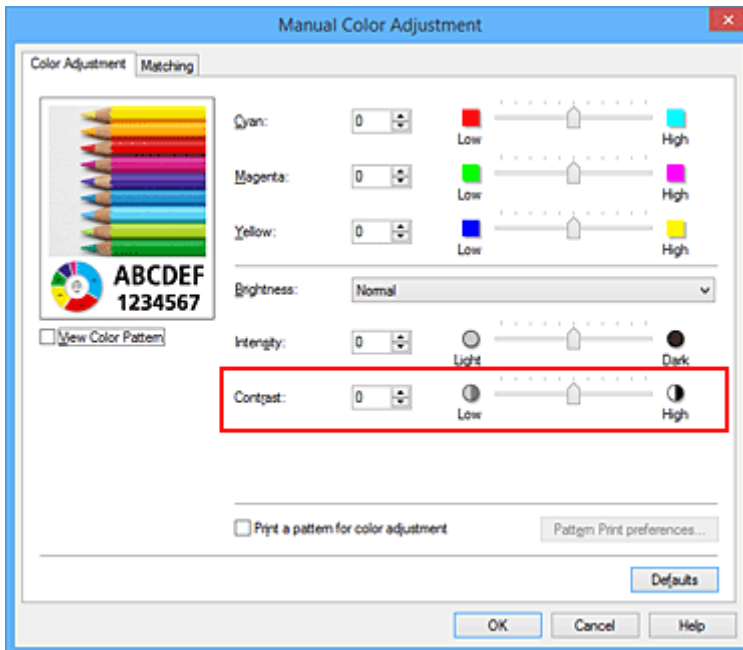 Manual Color Adjustment
Color Adjustment
Matching
ABCDEF
1234567
View Color Pattern
Cyan: 0 Low High
Magenta: 0 Low High
Yellow: 0 Low High
Brightness: Normal
Intensity: 0 Light Dark
Contrast: 0 Low High
Print a pattern for color adjustment
Pattern Print preferences...
Defaults
OK Cancel Help